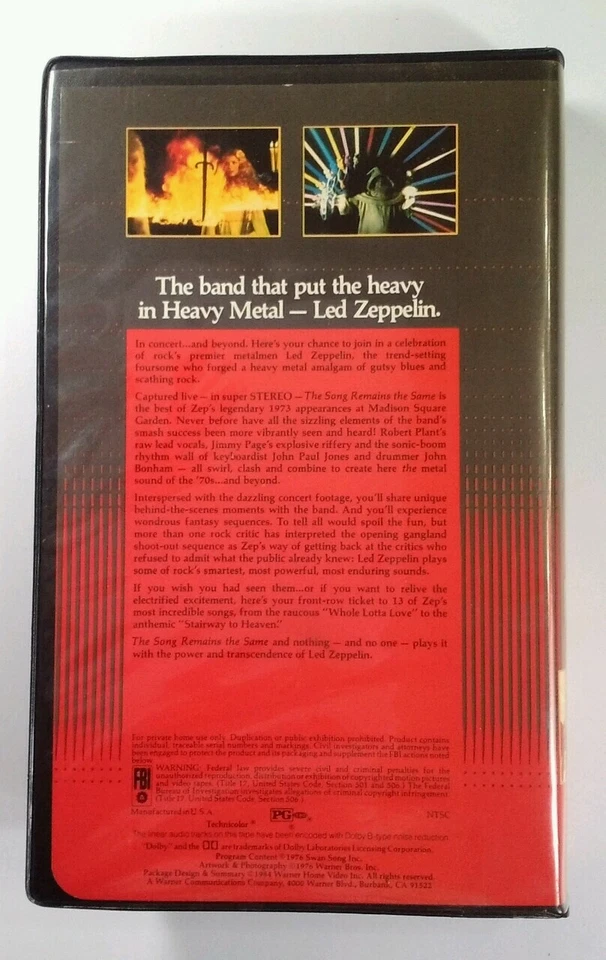 The band that put the heavy
in Heavy Metal — Led Zeppelin.
In concert...and beyond. Here's your chance to join in a celebration
of rock's premier metalmen Led Zeppelin, the trend-setting
foursome who forged a heavy metal amalgam of gutsy blues and
scathing rock.
Captured live — in super STEREO — The Song Remains the Same is
the best of Zep's legendary 1973 appearances at Madison Square
Garden. Never before have all the sizzling elements of the band's
smash success been more vibrantly seen and heard! Robert Plant's
raw lead vocals, Jimmy Page's explosive riffery and the sonic-boom
rhythm wall of keyboardist John Paul Jones and drummer John
Bonham — all swirl, clash and combine to create here the metal
sound of the '70s...and beyond.
Interspersed with the dazzling concert footage, you'll share unique
behind-the-scenes moments with the band. And you'll experience
wondrous fantasy sequences. To tell all would spoil the fun, but
more than one rock critic has interpreted the opening gangland
shoot-out sequence as Zep's way of getting back at the critics who
refused to admit what the public already knew: Led Zeppelin plays
some of rock's smartest, most powerful, most enduring sounds.
If you wish you had seen them...or if you want to relive the
electrified excitement, here's your front-row ticket to 13 of Zep's
most incredible songs, from the raucous "Whole Lotta Love" to the
anthemic "Stairway to Heaven."
The Song Remains the Same and nothing — and no one — plays it
with the power and transcendence of Led Zeppelin.
For private home use only. Duplication or public exhibition prohibited. Product contains
individual, traceable serial numbers and markings. Civil investigators and attorneys have
been engaged to protect the product and its packaging and supplement the FBI actions noted
below.
FBI
WARNING: Federal law provides severe civil and criminal penalties for the
unauthorized reproduction, distribution or exhibition of copyrighted motion pictures
and video tapes. (Title 17, United States Code, Section 501 and 506.) The Federal
Bureau of Investigation investigates allegations of criminal copyright infringement.
(Title 17, United States Code, Section 506.)
Manufactured in U.S.A.
NTSC
Technicolor®
PG
®
The stereo audio tracks on this tape have been encoded with Dolby B-type noise reduction.
"Dolby" and the DD are trademarks of Dolby Laboratories Licensing Corporation.
Program Content © 1976 Swan Song Inc.
Artwork & Photography © 1976 Warner Bros. Inc.
Package Design & Summary © 1984 Warner Home Video Inc. All rights reserved.
A Warner Communications Company, 4000 Warner Blvd., Burbank, CA 91522